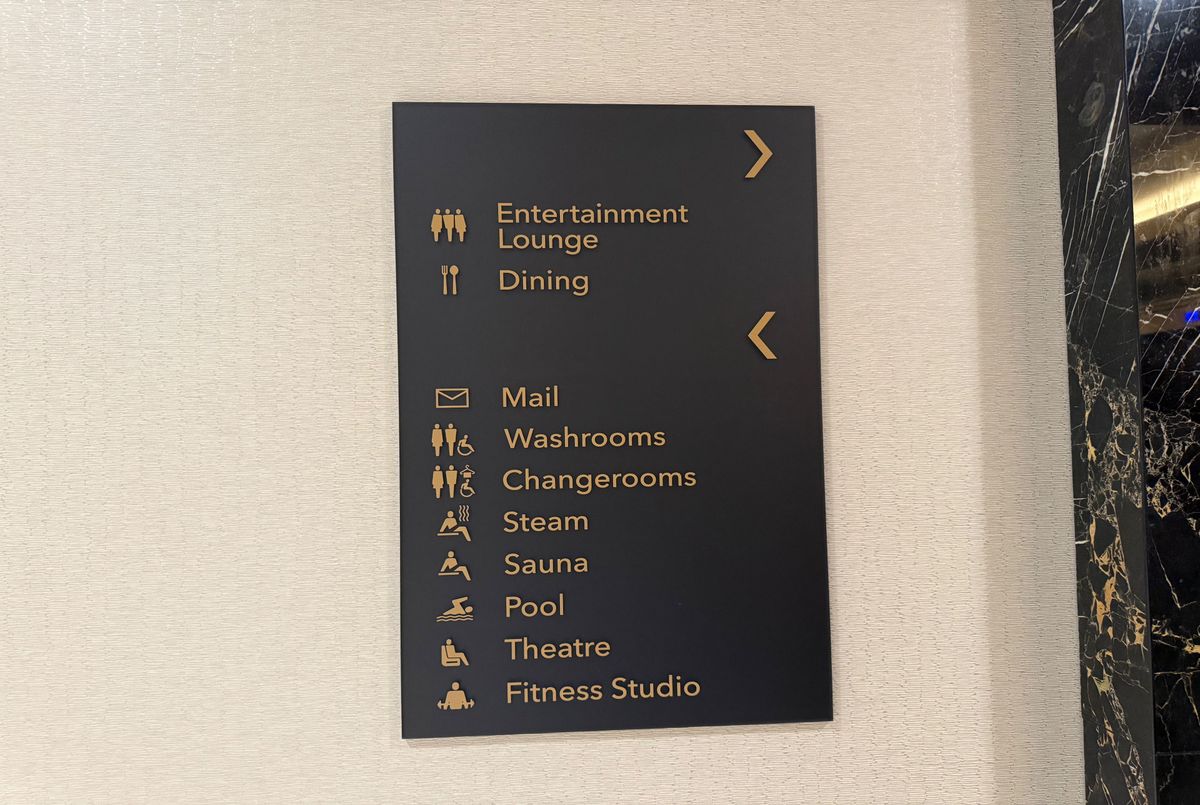 Entertainment
Lounge
Dining
Mail
Washrooms
Changerooms
Steam
Sauna
Pool
Theatre
Fitness Studio